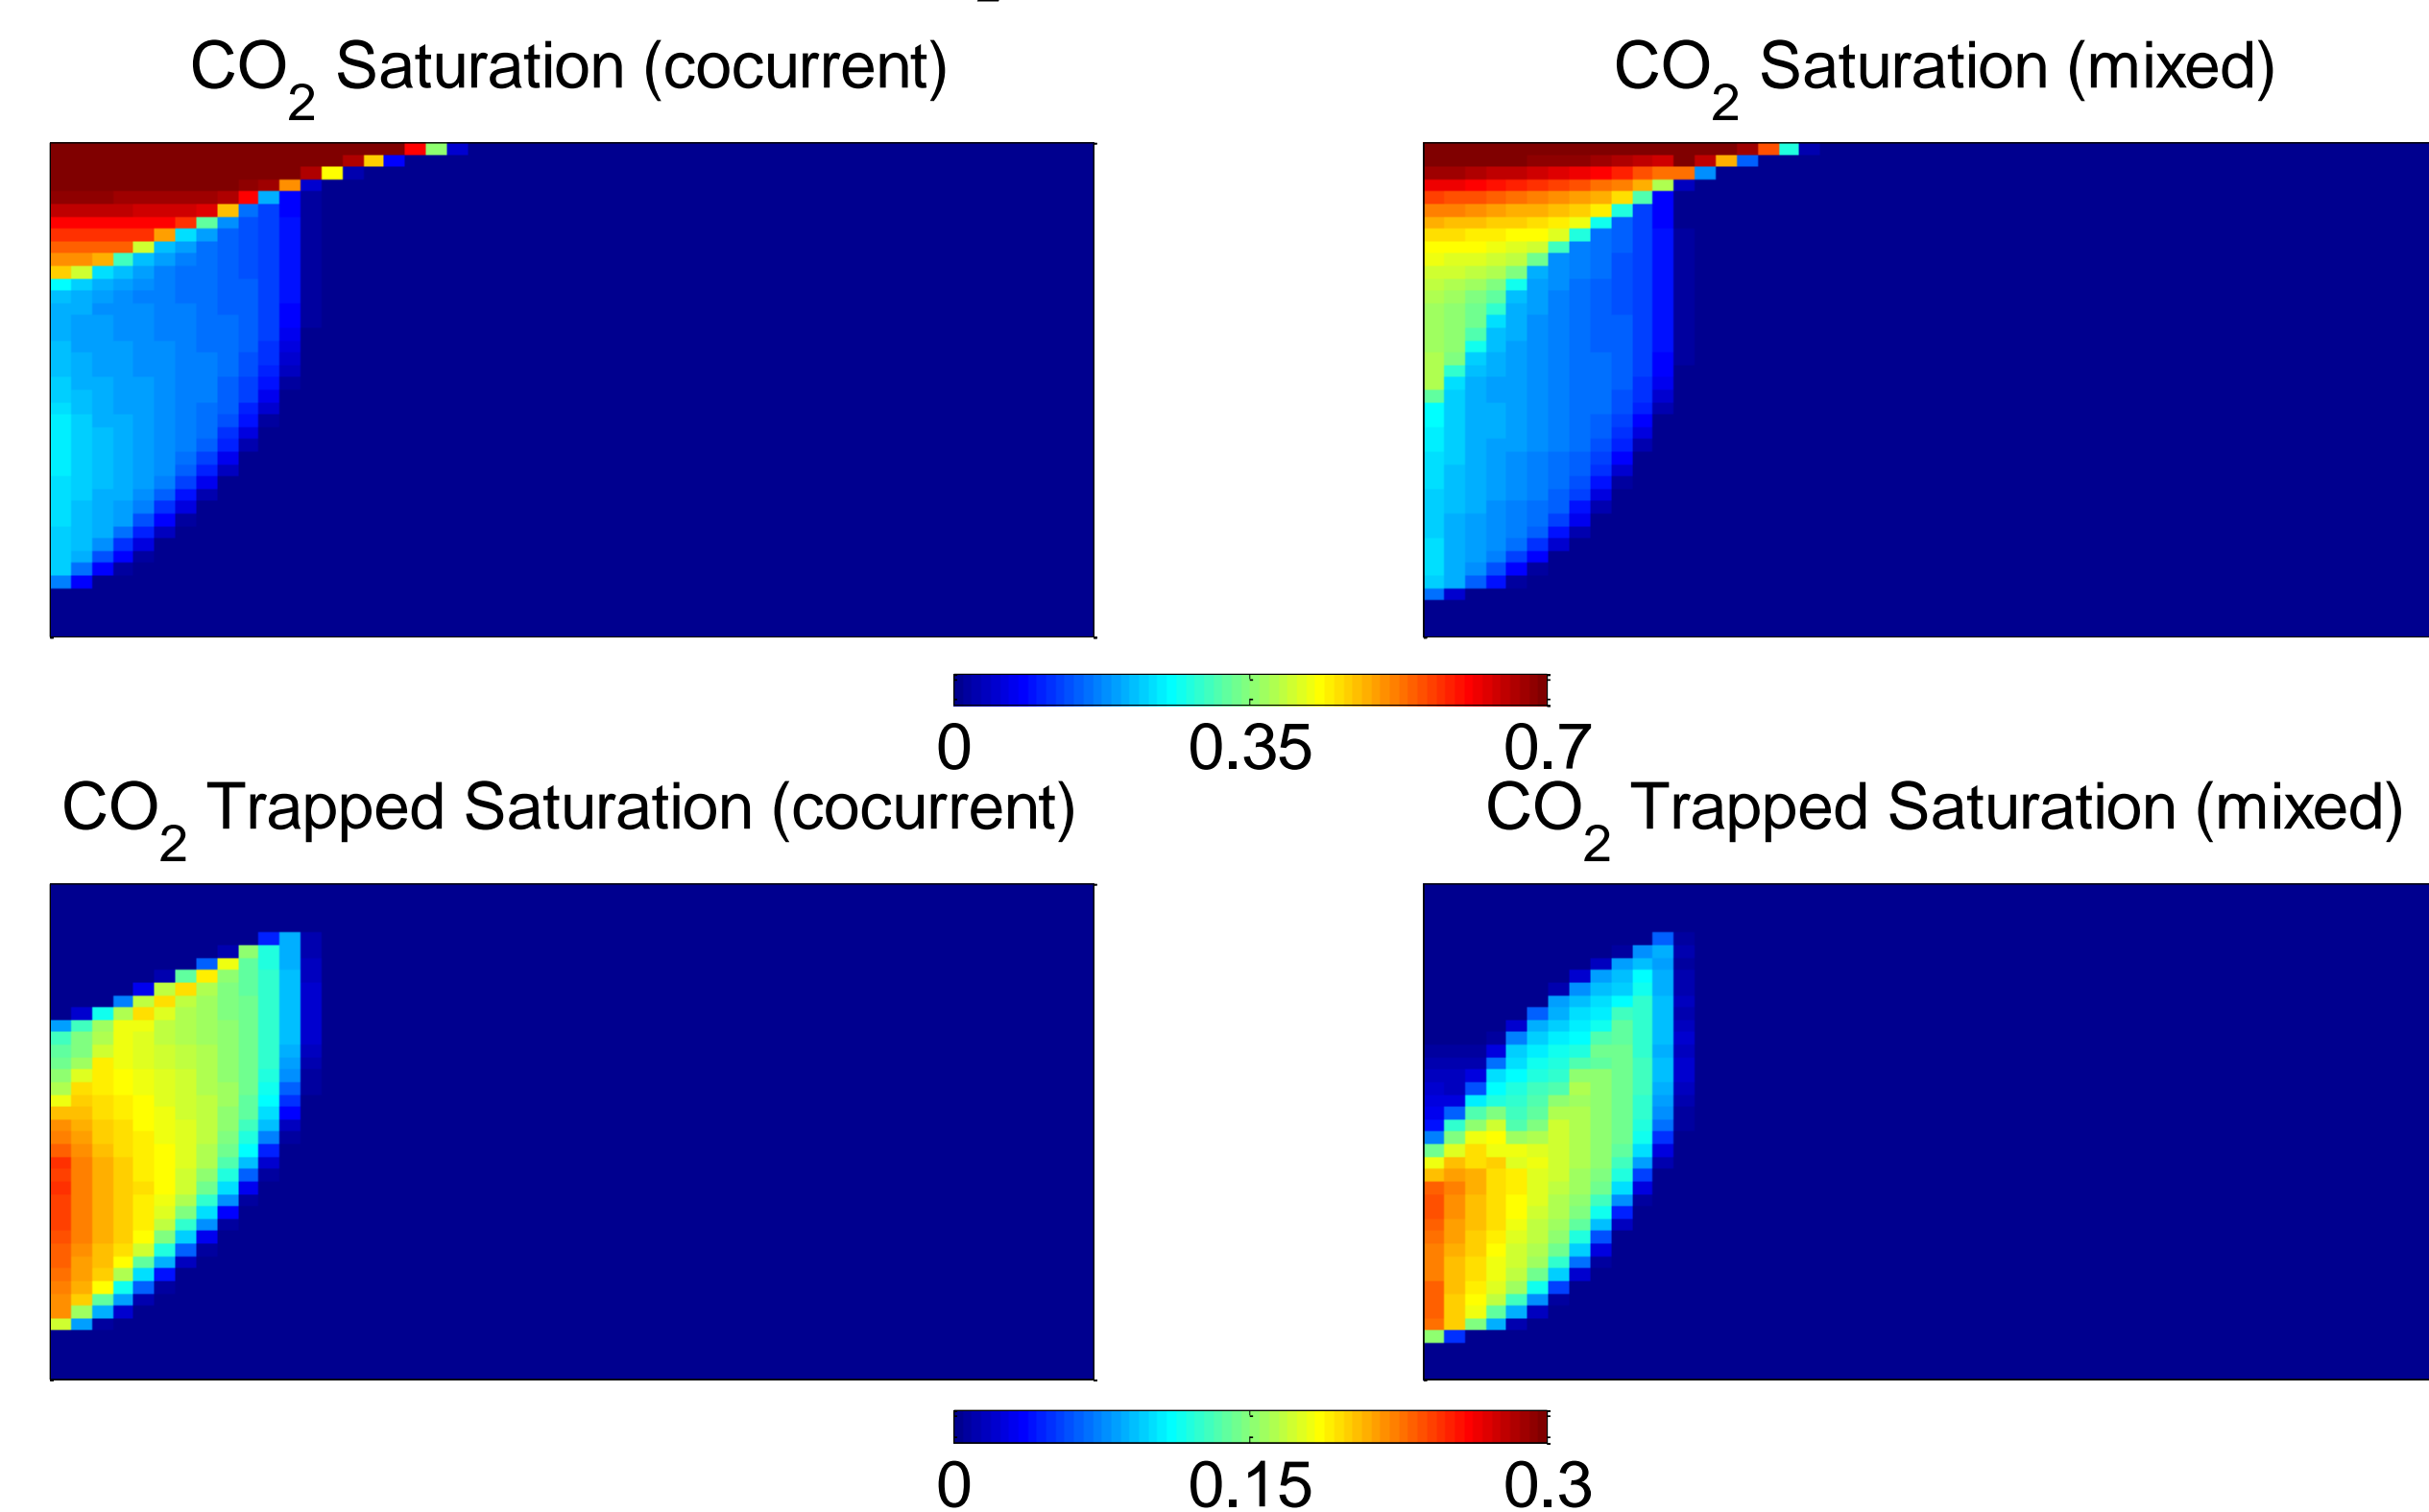 CO2 Saturation (cocurrent)
CO2 Saturation (mixed)
0 0.35 0.7
CO2 Trapped Saturation (cocurrent)
CO2 Trapped Saturation (mixed)
0 0.15 0.3